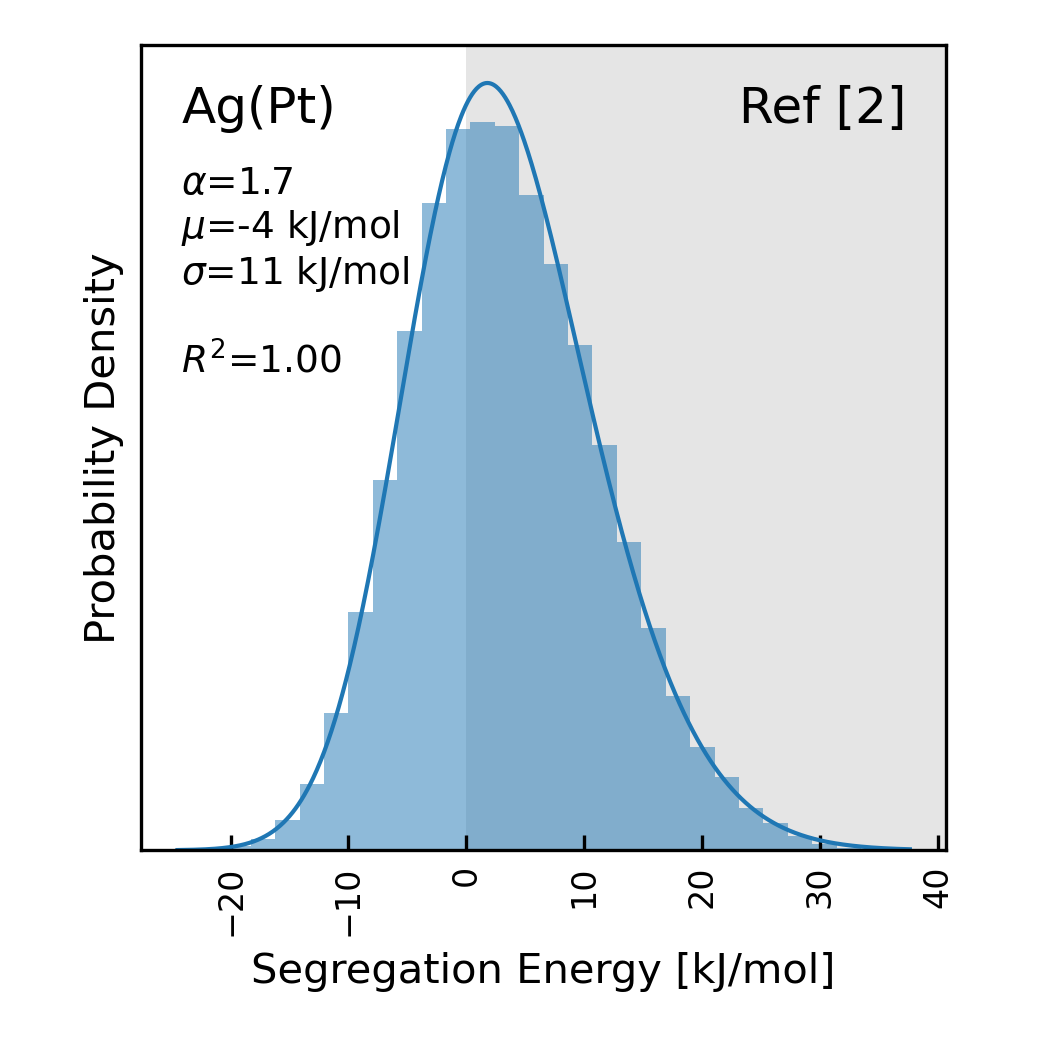 Ag(Pt)
Ref [2]
α=1.7
μ=-4 kJ/mol
σ=11 kJ/mol
R²=1.00
Probability Density
−20
−10
0
10
20
30
40
Segregation Energy [kJ/mol]